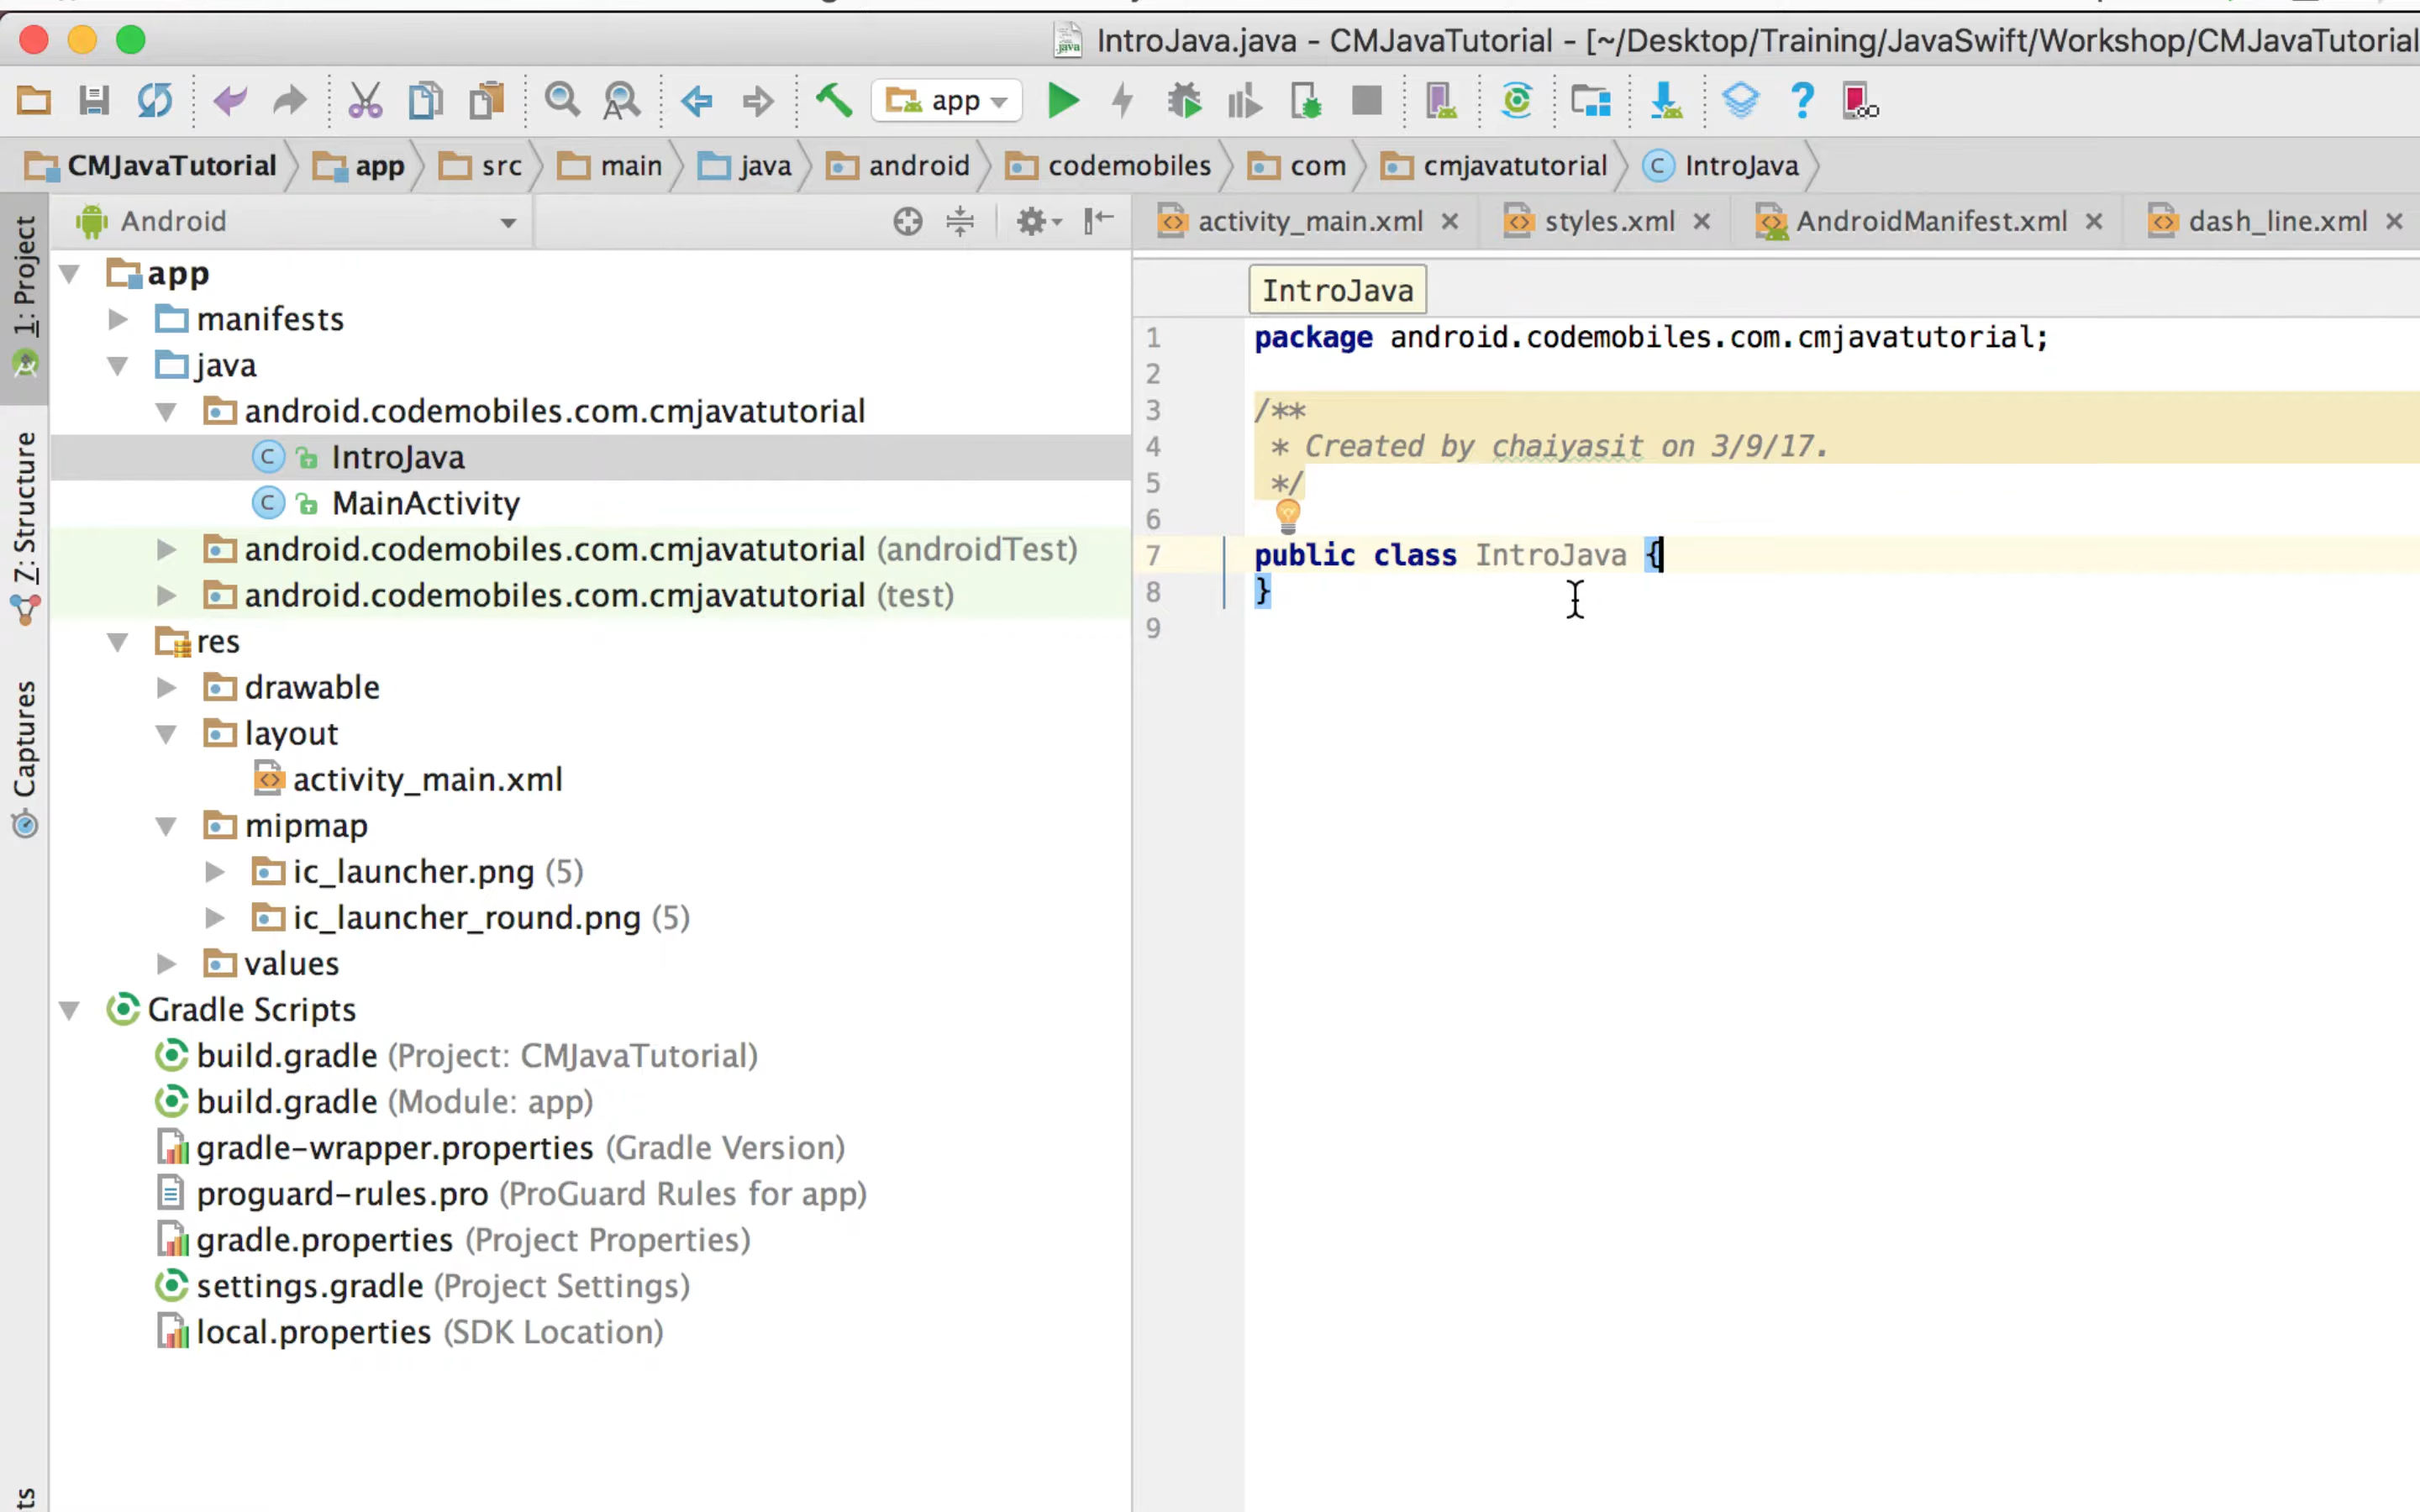 IntroJava.java - CMJavaTutorial - [~/Desktop/Training/JavaSwift/Workshop/CMJavaTutorial
app
CMJavaTutorial app src main java android codemobiles com cmjavatutorial IntroJava
1: Project
Z: Structure
Captures
ts
Android
app
manifests
java
android.codemobiles.com.cmjavatutorial
IntroJava
MainActivity
android.codemobiles.com.cmjavatutorial (androidTest)
android.codemobiles.com.cmjavatutorial (test)
res
drawable
layout
activity_main.xml
mipmap
ic_launcher.png (5)
ic_launcher_round.png (5)
values
Gradle Scripts
build.gradle (Project: CMJavaTutorial)
build.gradle (Module: app)
gradle-wrapper.properties (Gradle Version)
proguard-rules.pro (ProGuard Rules for app)
gradle.properties (Project Properties)
settings.gradle (Project Settings)
local.properties (SDK Location)
activity_main.xml styles.xml AndroidManifest.xml dash_line.xml
IntroJava
1 package android.codemobiles.com.cmjavatutorial;
2
3 /**
4 * Created by chaiyasit on 3/9/17.
5 */
6
7 public class IntroJava {
8 }
9